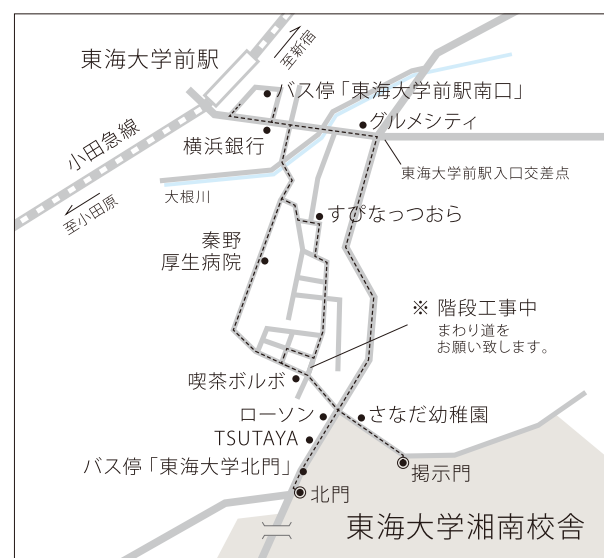 東海大学前駅
至新宿
バス停「東海大学前駅南口」
小田急線
横浜銀行
グルメシティ
東海大学前駅入口交差点
至小田原
大根川
すぴなっつおら
秦野
厚生病院
※ 階段工事中
まわり道を
お願い致します。
喫茶ボルボ
ローソン
さなだ幼稚園
TSUTAYA
バス停「東海大学北門」
掲示門
北門
東海大学湘南校舎